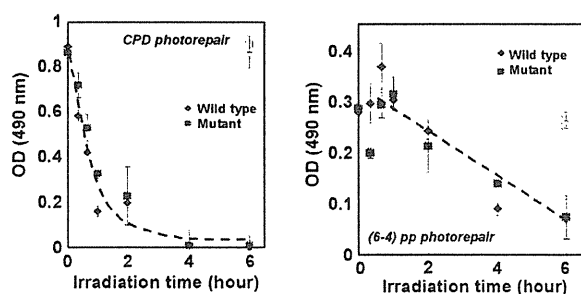 CPD photorepair
Wild type
Mutant
OD (490 nm)
1
0.8
0.6
0.4
0.2
0
0 2 4 6
Irradiation time (hour)
Wild type
Mutant
OD (490 nm)
0.4
0.3
0.2
0.1
(6-4) pp photorepair
0 2 4 6
Irradiation time (hour)